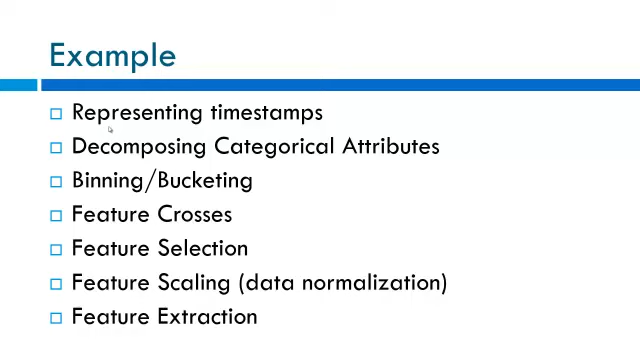 Example
Representing timestamps
Decomposing Categorical Attributes
Binning/Bucketing
Feature Crosses
Feature Selection
Feature Scaling (data normalization)
Feature Extraction